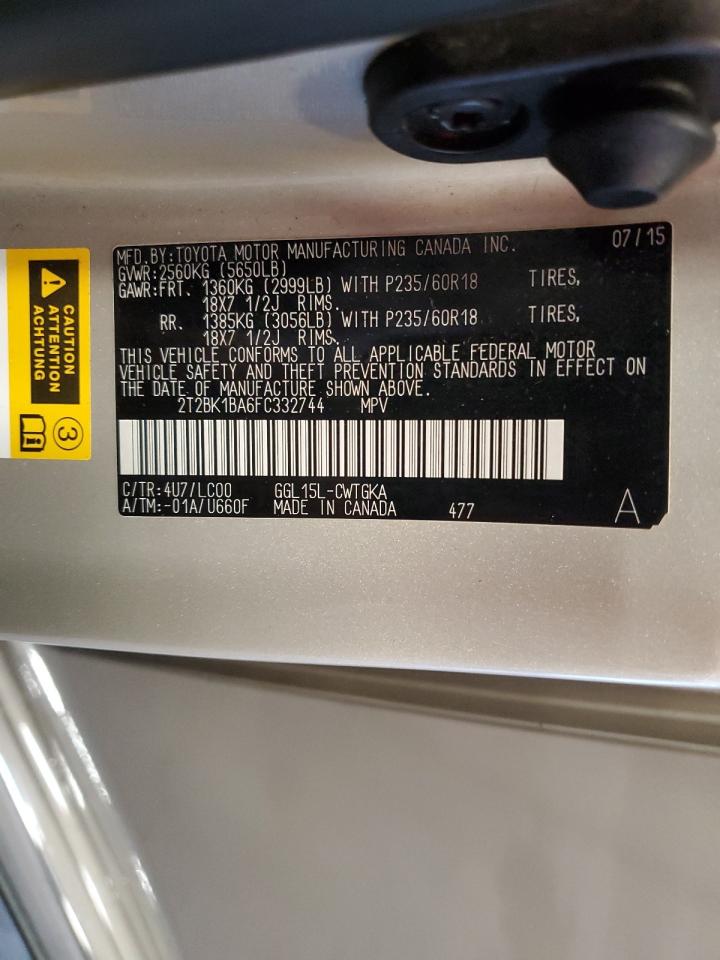 MFD.BY:TOYOTA MOTOR MANUFACTURING CANADA INC. 07/15
GVWR:2560KG (5650LB)
GAWR:FRT. 1360KG (2999LB) WITH P235/60R18 TIRES,
18X7 1/2J RIMS.
RR. 1385KG (3056LB) WITH P235/60R18 TIRES,
18X7 1/2J RIMS.
THIS VEHICLE CONFORMS TO ALL APPLICABLE FEDERAL MOTOR
VEHICLE SAFETY AND THEFT PREVENTION STANDARDS IN EFFECT ON
THE DATE OF MANUFACTURE SHOWN ABOVE.
2T2BK1BA6FC332744 MPV
C/TR:4U7/LC00 GGL15L-CWTGKA
A/TM:-01A/U660F MADE IN CANADA 477 A
CAUTION
ATTENTION
ACHTUNG
3